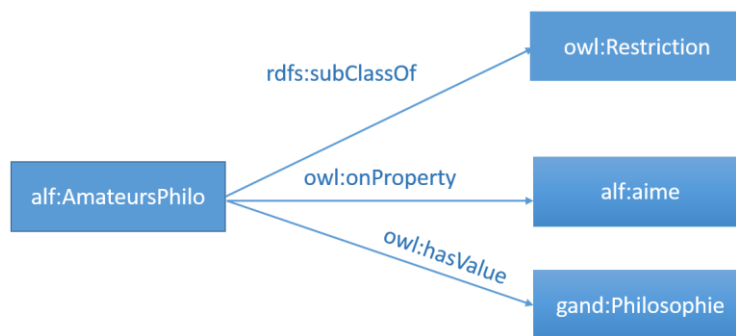 owl:Restriction
rdfs:subClassOf
alf:AmateursPhilo
owl:onProperty
alf:aime
owl:hasValue
gand:Philosophie